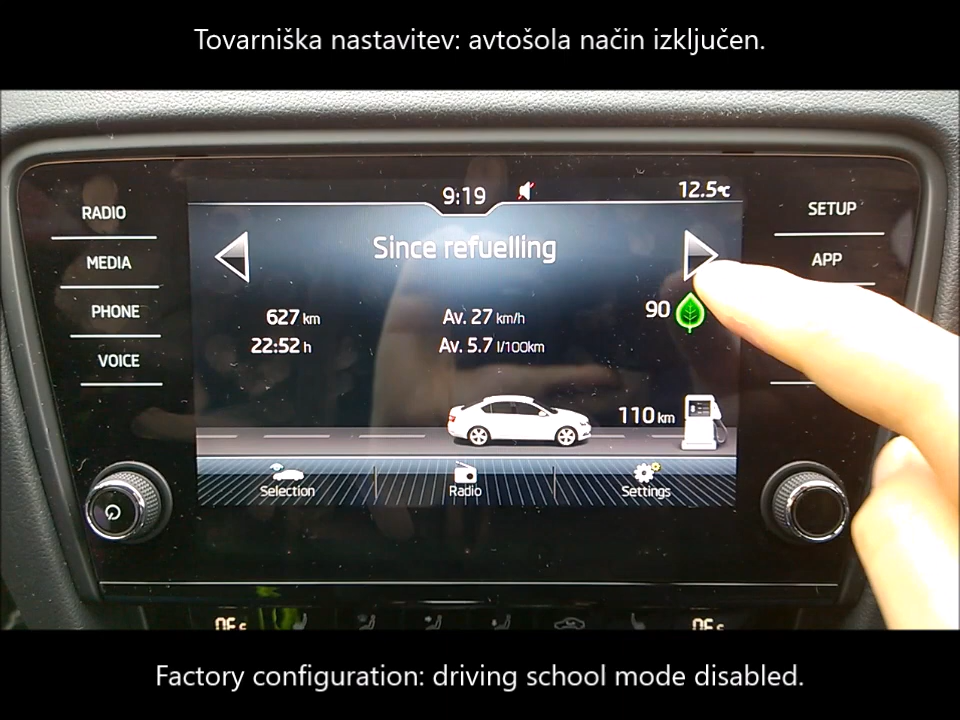 Tovarniška nastavitev: avtošola način izključen.
9:19
12.5°C
RADIO
SETUP
Since refuelling
MEDIA
APP
PHONE
627 km
Av. 27 km/h
90
22:52 h
Av. 5.7 l/100km
VOICE
110 km
Selection
Radio
Settings
Factory configuration: driving school mode disabled.